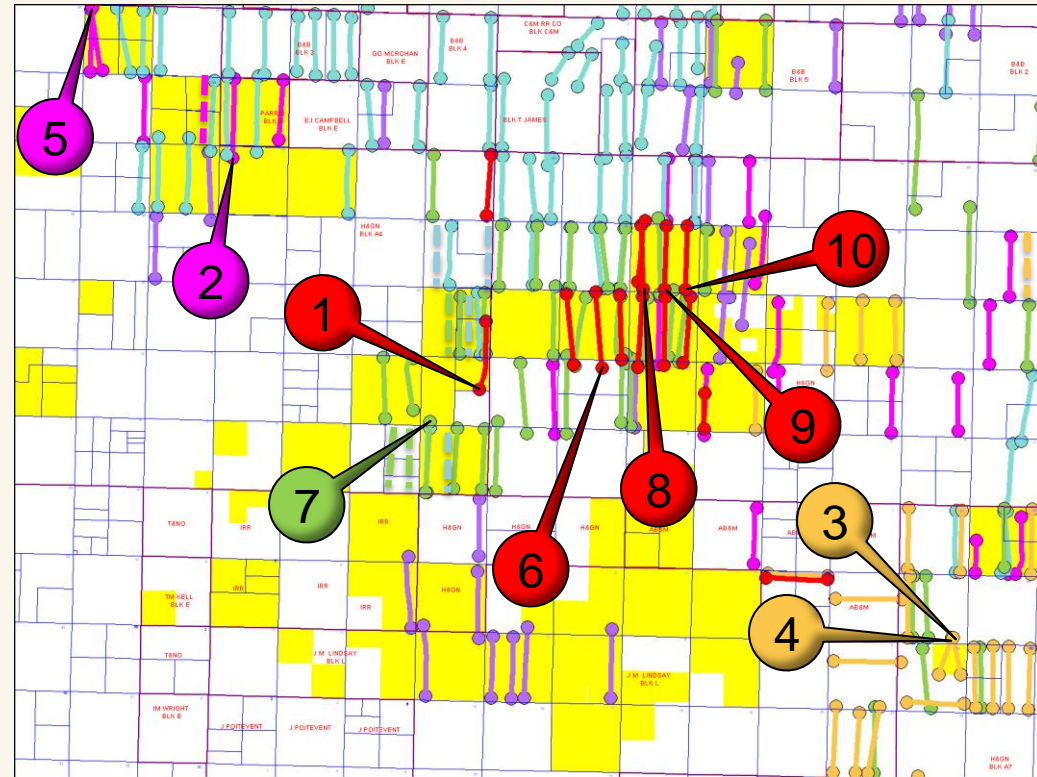 C&M RR CO
BLK C&M
B&B
BLK 3
GO MCROHAN
BLK E
B&B
BLK 4
B&B
BLK 5
B&B
BLK 2
5
EJ CAMPBELL
BLK E
BLK T JAMES
H&GN
BLK A6
2
10
1
H&GN
9
7
8
3
T&NO
IRR
IRR
H&GN
H&GN
H&GN
AB&M
AB&M
6
TM KELL
BLK E
IRR
IRR
IRR
H&GN
AB&M
4
T&NO
J M LINDSAY
BLK L
J M LINDSAY
BLK L
IM WRIGHT
BLK B
J POITEVENT
J POITEVENT
J POITEVENT
H&GN
BLK A7